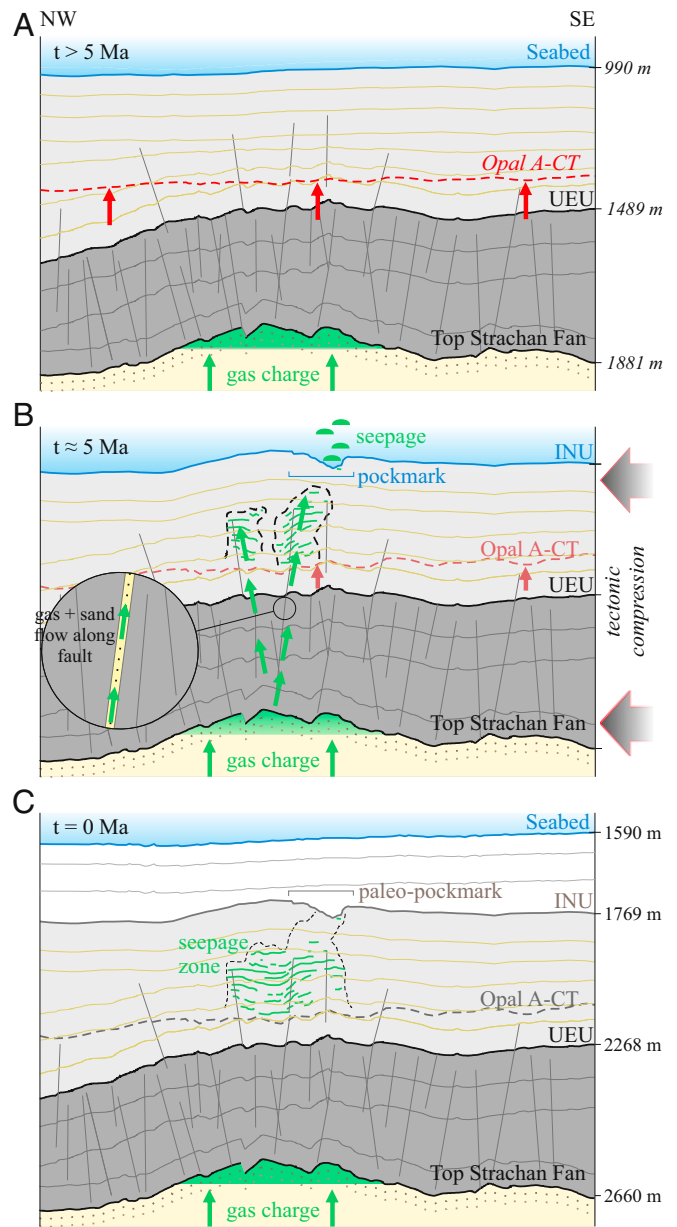 A
NW
SE
t > 5 Ma
Seabed
990 m
Opal A-CT
UEU
1489 m
Top Strachan Fan
1881 m
gas charge
B
t ≈ 5 Ma
seepage
INU
pockmark
Opal A-CT
UEU
gas + sand
flow along
fault
tectonic
compression
Top Strachan Fan
gas charge
C
t = 0 Ma
Seabed
1590 m
paleo-pockmark
INU
1769 m
seepage
zone
Opal A-CT
UEU
2268 m
Top Strachan Fan
2660 m
gas charge